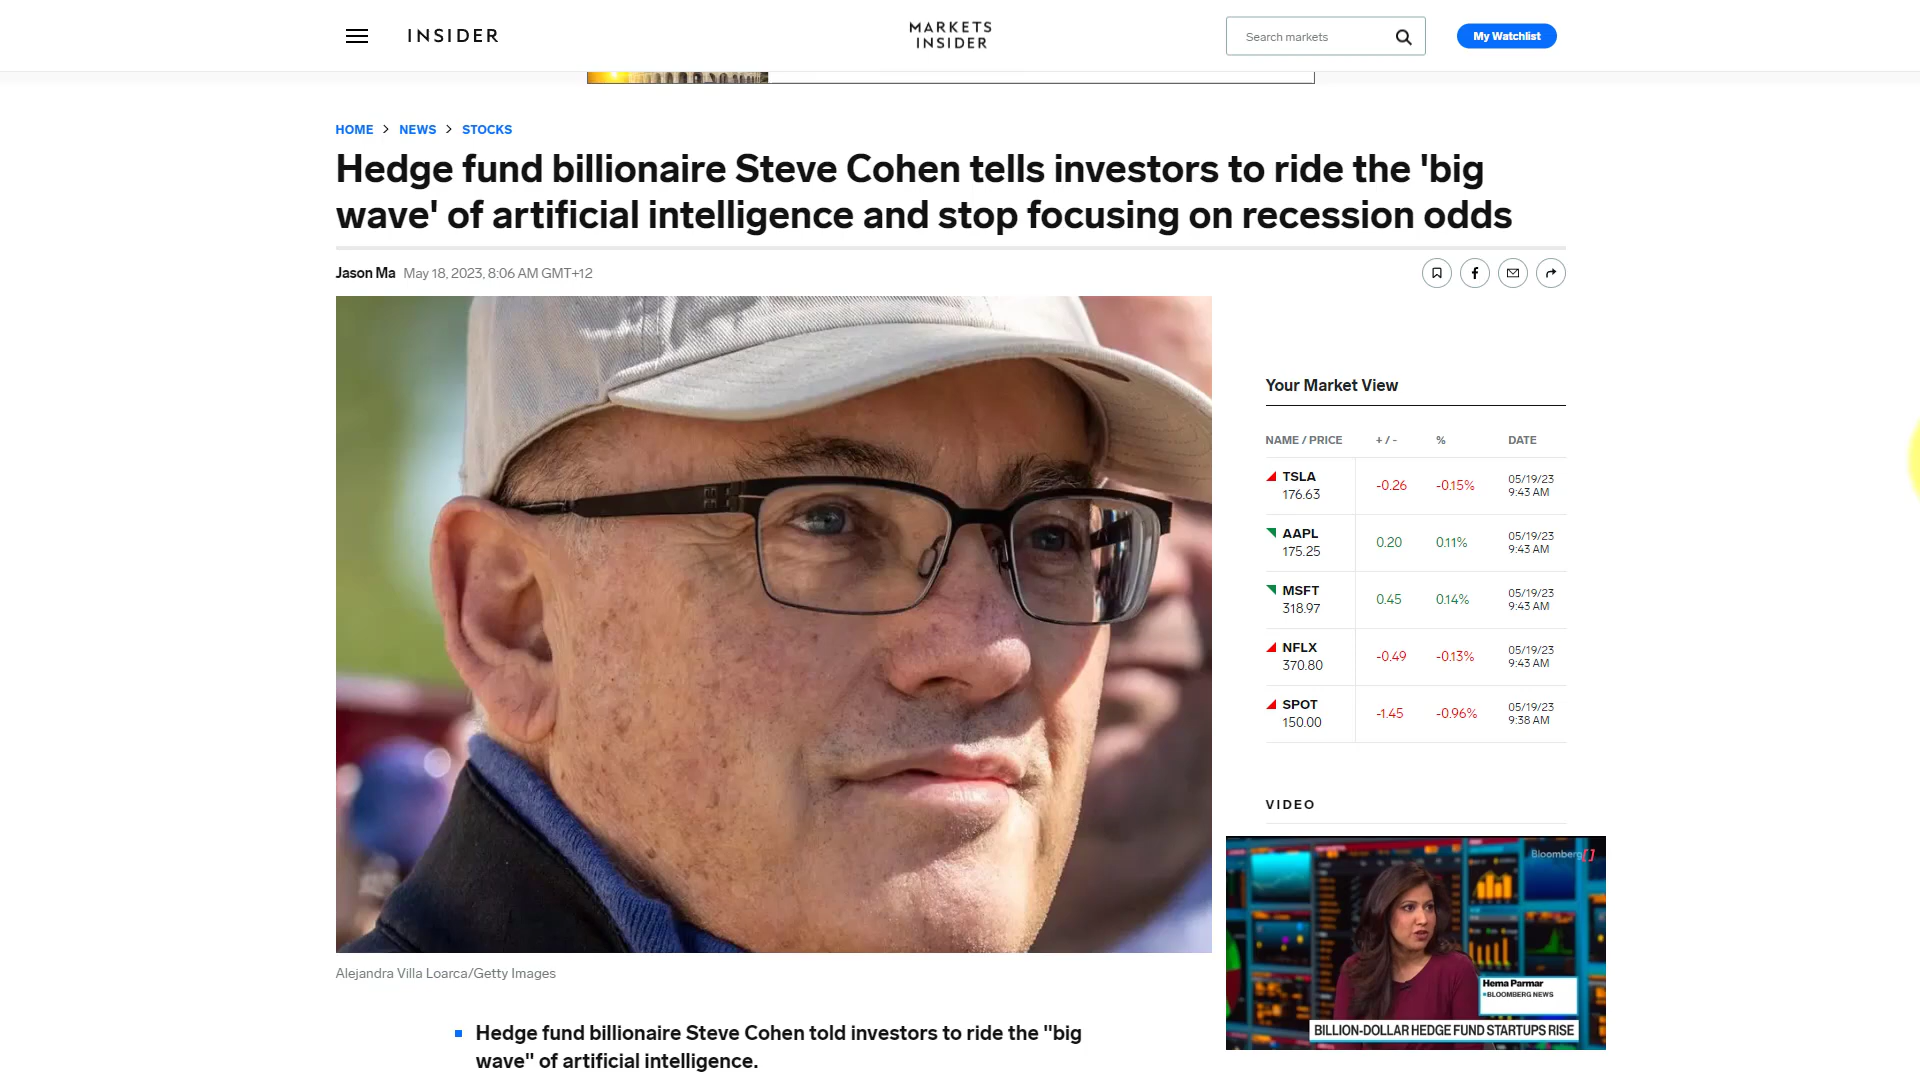 INSIDER
MARKETS
INSIDER
Search markets
My Watchlist
HOME > NEWS > STOCKS
Hedge fund billionaire Steve Cohen tells investors to ride the 'big
wave' of artificial intelligence and stop focusing on recession odds
Jason Ma May 18, 2023, 8:06 AM GMT+12
Your Market View
NAME / PRICE + / - % DATE
TSLA
176.63 -0.26 -0.15% 05/19/23
9:43 AM
AAPL
175.25 0.20 0.11% 05/19/23
9:43 AM
MSFT
318.97 0.45 0.14% 05/19/23
9:43 AM
NFLX
370.80 -0.49 -0.13% 05/19/23
9:43 AM
SPOT
150.00 -1.45 -0.96% 05/19/23
9:38 AM
VIDEO
Bloomberg
Hema Parmar
BLOOMBERG NEWS
BILLION-DOLLAR HEDGE FUND STARTUPS RISE
Alejandra Villa Loarca/Getty Images
Hedge fund billionaire Steve Cohen told investors to ride the "big
wave" of artificial intelligence.